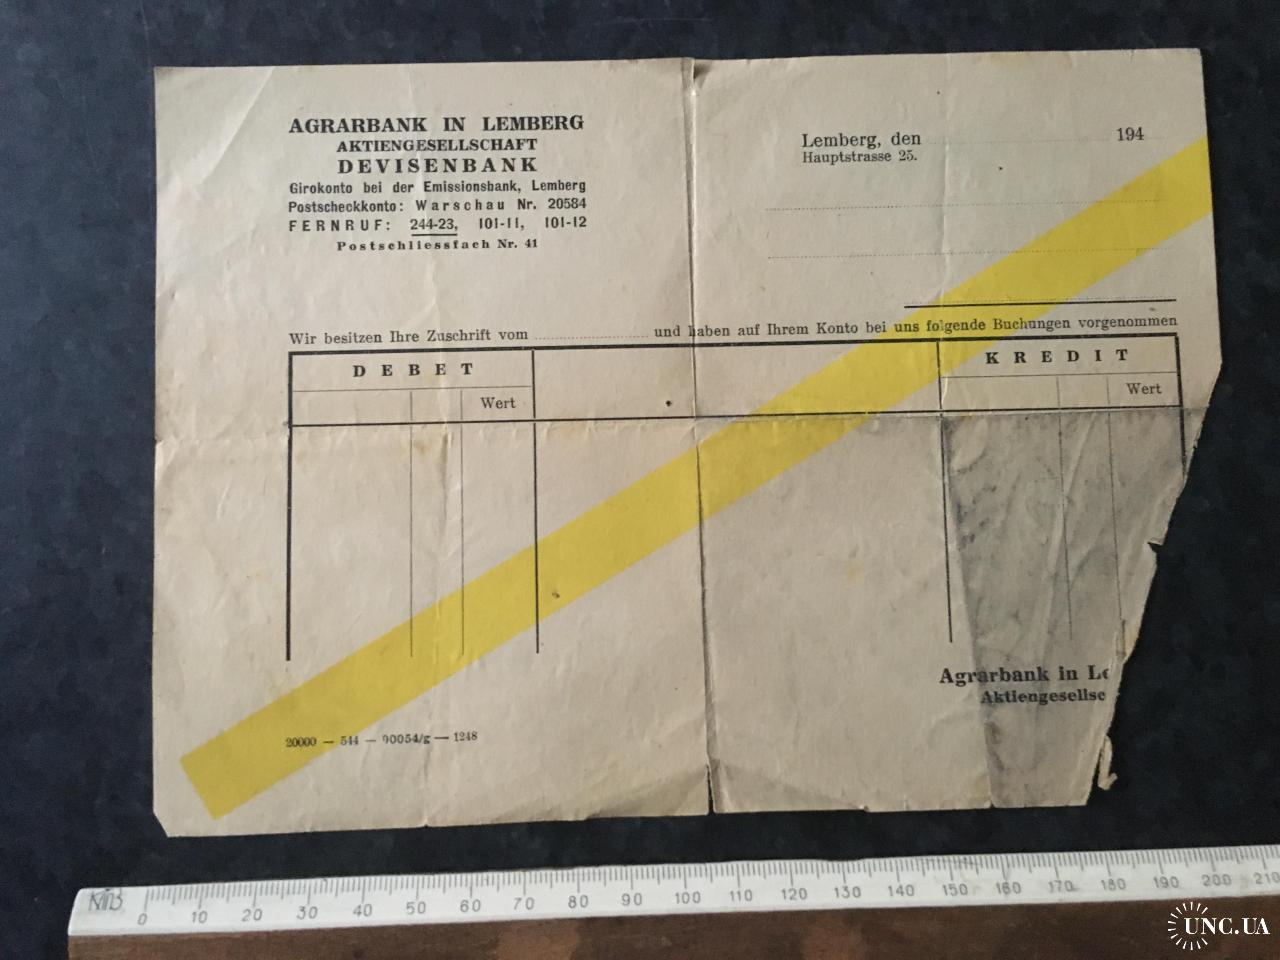 AGRARBANK IN LEMBERG
AKTIENGESELLSCHAFT
DEVISENBANK
Girokonto bei der Emissionsbank, Lemberg
Postscheckkonto: Warschau Nr. 20584
FERNRUF: 244-23, 101-11, 101-12
Postschliessfach Nr. 41
Lemberg, den 194
Hauptstrasse 25.
Wir besitzen Ihre Zuschrift vom und haben auf Ihrem Konto bei uns folgende Buchungen vorgenommen
DEBET KREDIT
Wert Wert
Agrarbank in Le
Aktiengesellsc
20000 — 544 — 90054/g — 1248
0 10 20 30 40 50 60 70 80 90 100 110 120 130 140 150 160 170 180 190 200 210
UNC.UA